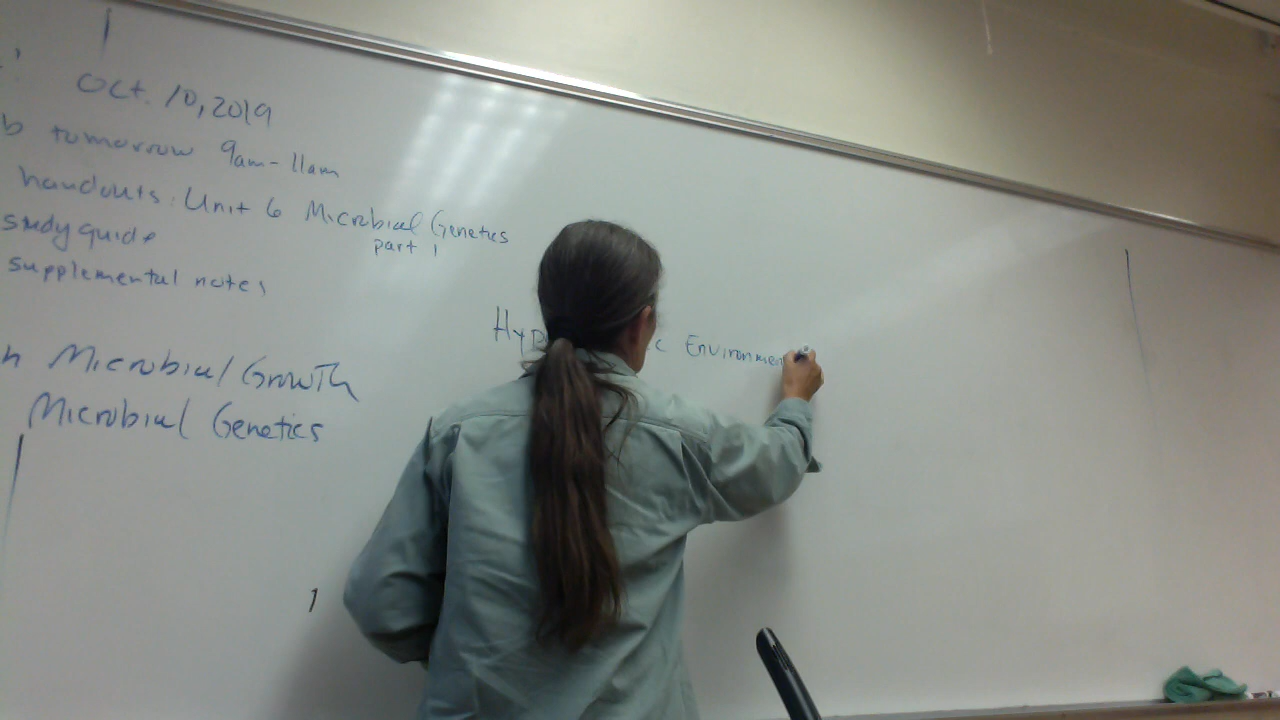 Oct. 10, 2019
tomorrow 9am-11am
handouts: Unit 6 Microbial Genetics
part 1
study guide
supplemental notes
Microbial Growth
Microbial Genetics
Environmen